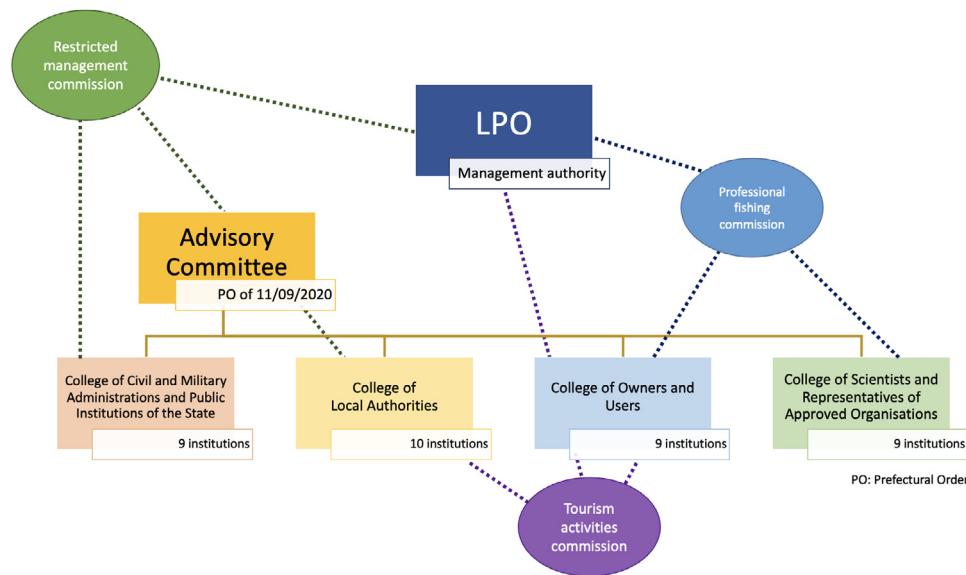 Restricted
management
commission
LPO
Management authority
Professional
fishing
commission
Advisory
Committee
PO of 11/09/2020
College of Civil and Military
Administrations and Public
Institutions of the State
9 institutions
College of
Local Authorities
10 institutions
College of Owners and
Users
9 institutions
College of Scientists and
Representatives of
Approved Organisations
9 institutions
PO: Prefectural Order
Tourism
activities
commission